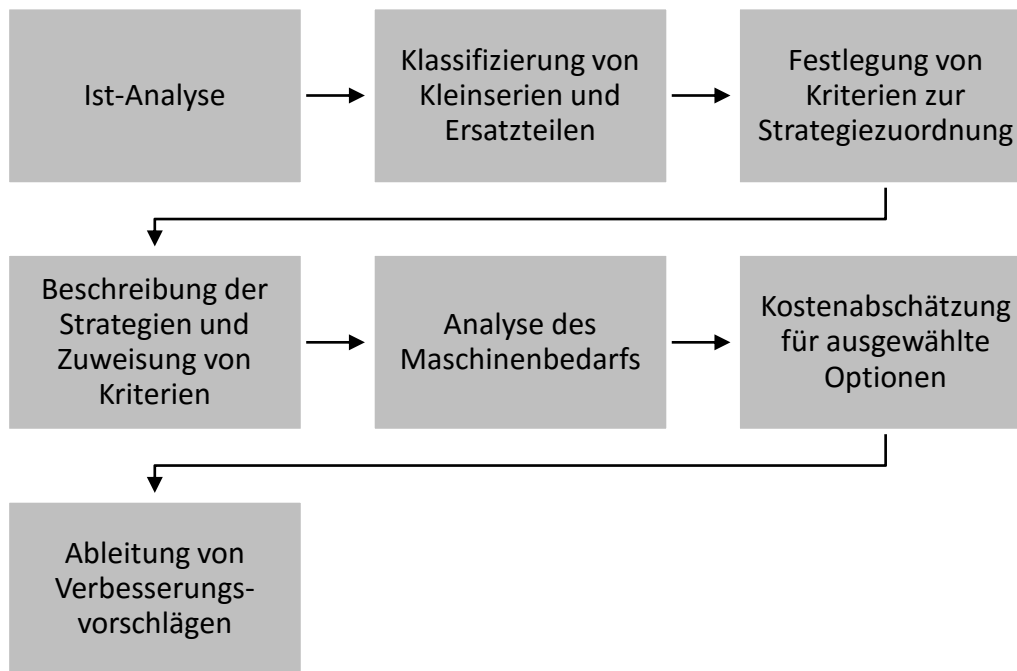 Ist-Analyse
Klassifizierung von
Kleinserien und
Ersatzteilen
Festlegung von
Kriterien zur
Strategiezuordnung
Beschreibung der
Strategien und
Zuweisung von
Kriterien
Analyse des
Maschinenbedarfs
Kostenabschätzung
für ausgewählte
Optionen
Ableitung von
Verbesserungs-
vorschlägen